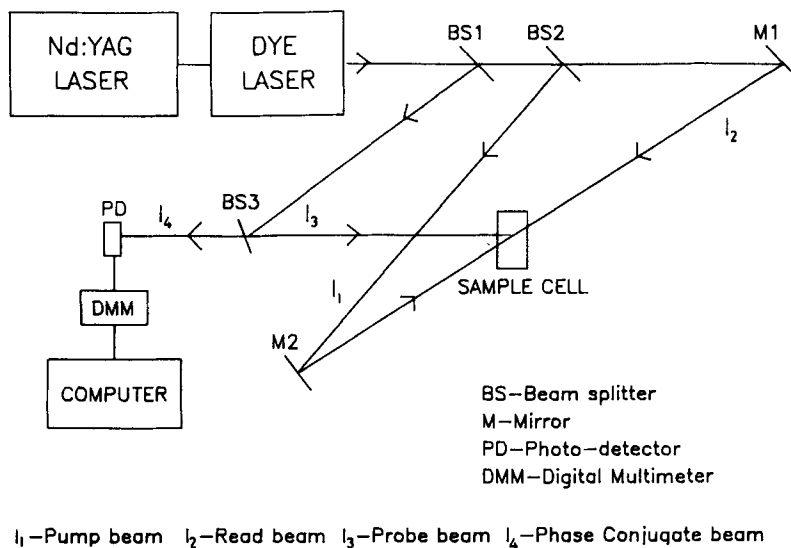 Nd:YAG
LASER
DYE
LASER
BS1
BS2
M1
I₂
PD
I₄
BS3
I₃
DMM
I₁
SAMPLE CELL
M2
COMPUTER
BS–Beam splitter
M–Mirror
PD–Photo–detector
DMM–Digital Multimeter
I₁–Pump beam I₂–Read beam I₃–Probe beam I₄–Phase Conjugate beam